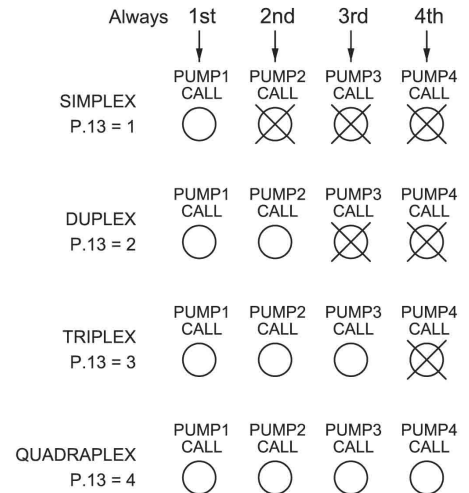 Always 1st 2nd 3rd 4th
PUMP1 PUMP2 PUMP3 PUMP4
CALL CALL CALL CALL
SIMPLEX
P.13 = 1
PUMP1 PUMP2 PUMP3 PUMP4
CALL CALL CALL CALL
DUPLEX
P.13 = 2
PUMP1 PUMP2 PUMP3 PUMP4
CALL CALL CALL CALL
TRIPLEX
P.13 = 3
PUMP1 PUMP2 PUMP3 PUMP4
CALL CALL CALL CALL
QUADRAPLEX
P.13 = 4